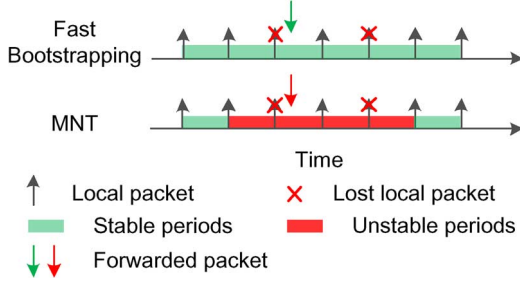 Fast
Bootstrapping
MNT
Time
Local packet
Lost local packet
Stable periods
Unstable periods
Forwarded packet